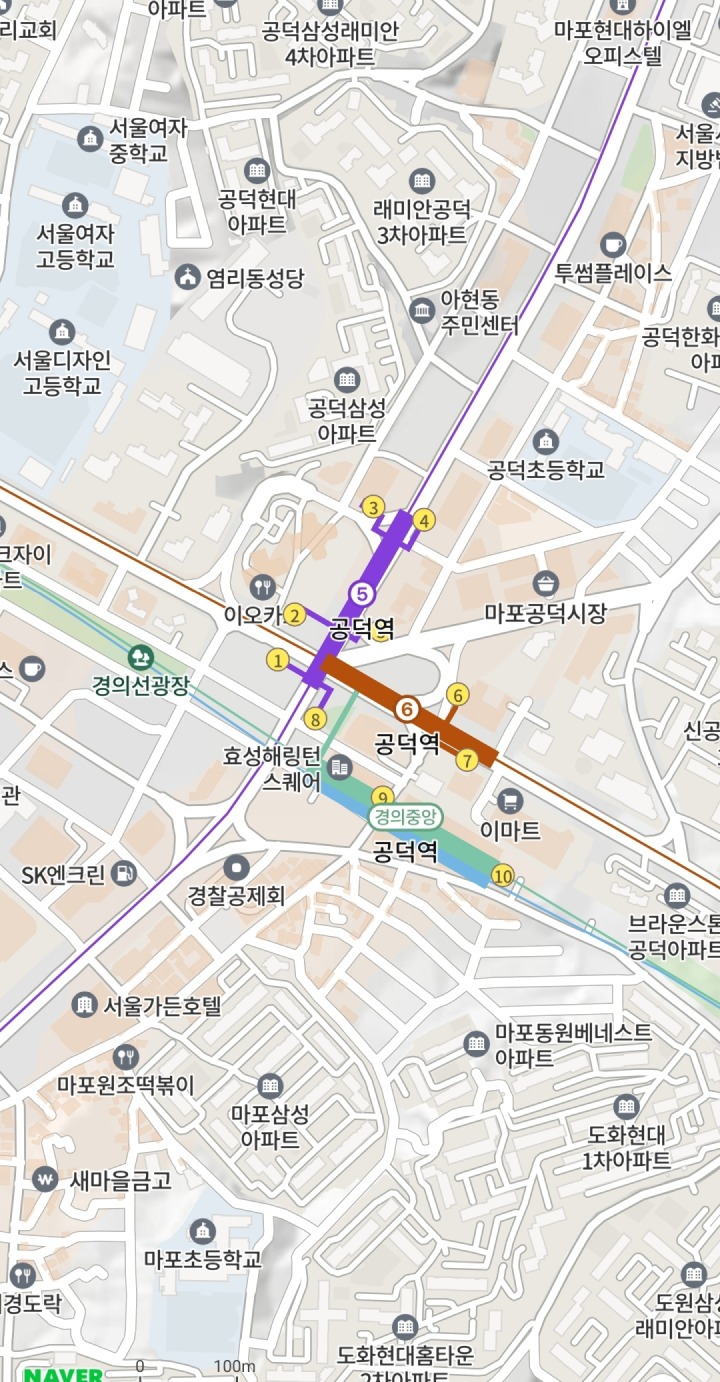 아파트
리교회
공덕삼성래미안
4차아파트
마포현대하이엘
오피스텔
서울여자
중학교
서울
지방법
공덕현대
아파트
래미안공덕
3차아파트
서울여자
고등학교
염리동성당
투썸플레이스
아현동
주민센터
서울디자인
고등학교
공덕한화
아파
공덕삼성
아파트
공덕초등학교
3
4
크자이
트
5
이오카
2
공덕역
마포공덕시장
1
스
경의선광장
6
6
8
공덕역
7
신공
효성해링턴
스퀘어
관
9
경의중앙
이마트
공덕역
SK엔크린
경찰공제회
10
브라운스톤
공덕아파트
서울가든호텔
마포동원베네스트
아파트
마포원조떡볶이
마포삼성
아파트
도화현대
1차아파트
새마을금고
마포초등학교
경도락
도원삼성
래미안아파
도화현대홈타운
2차아파트
NAVER
0
100m